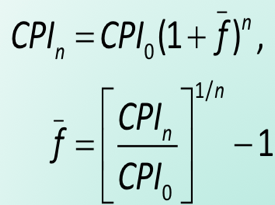 CPIₙ = CPI₀(1 + f̄)ⁿ,
f̄ = [CPIₙ / CPI₀]^{1/n} − 1